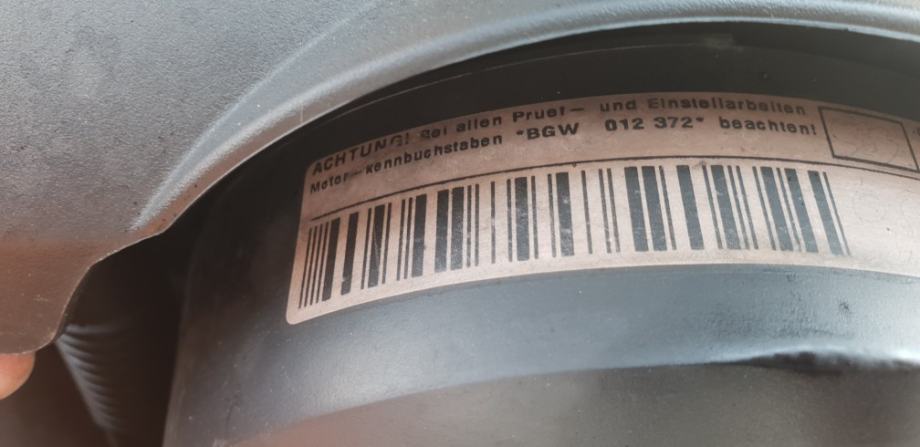 ACHTUNG! Bei allen Pruef- und Einstellarbeiten
Motor-Kennbuchstaben *BGW 012 372* beachten!